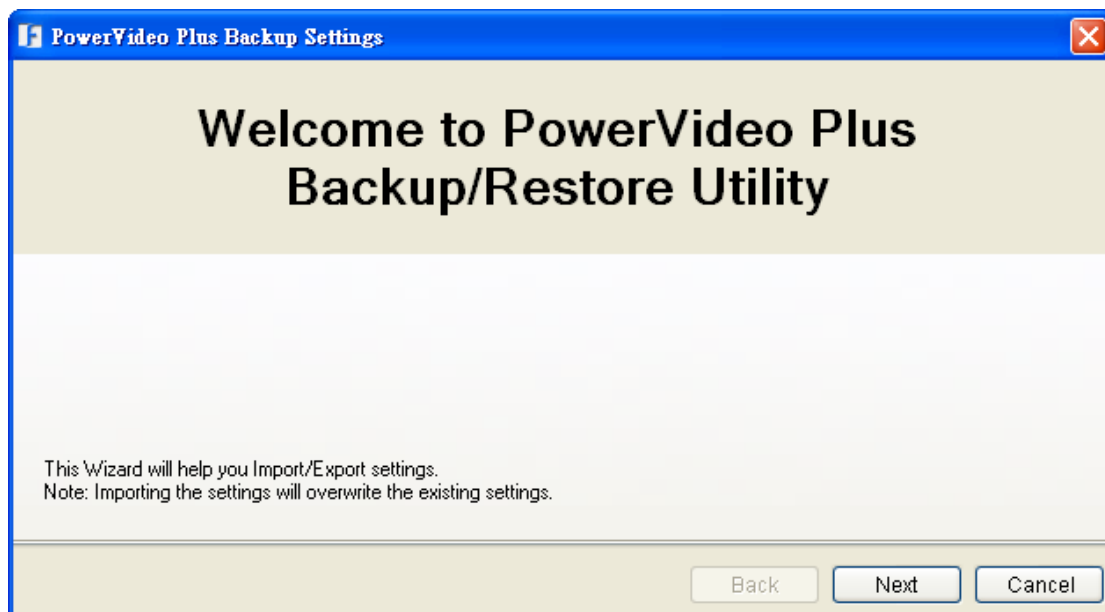 PowerVideo Plus Backup Settings
Welcome to PowerVideo Plus
Backup/Restore Utility
This Wizard will help you Import/Export settings.
Note: Importing the settings will overwrite the existing settings.
Back Next Cancel